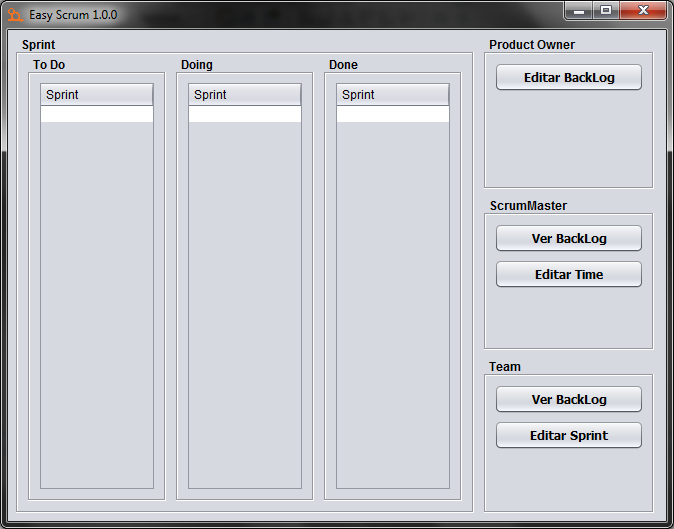 Easy Scrum 1.0.0
Sprint
To Do
Doing
Done
Sprint
Sprint
Sprint
Product Owner
Editar BackLog
ScrumMaster
Ver BackLog
Editar Time
Team
Ver BackLog
Editar Sprint